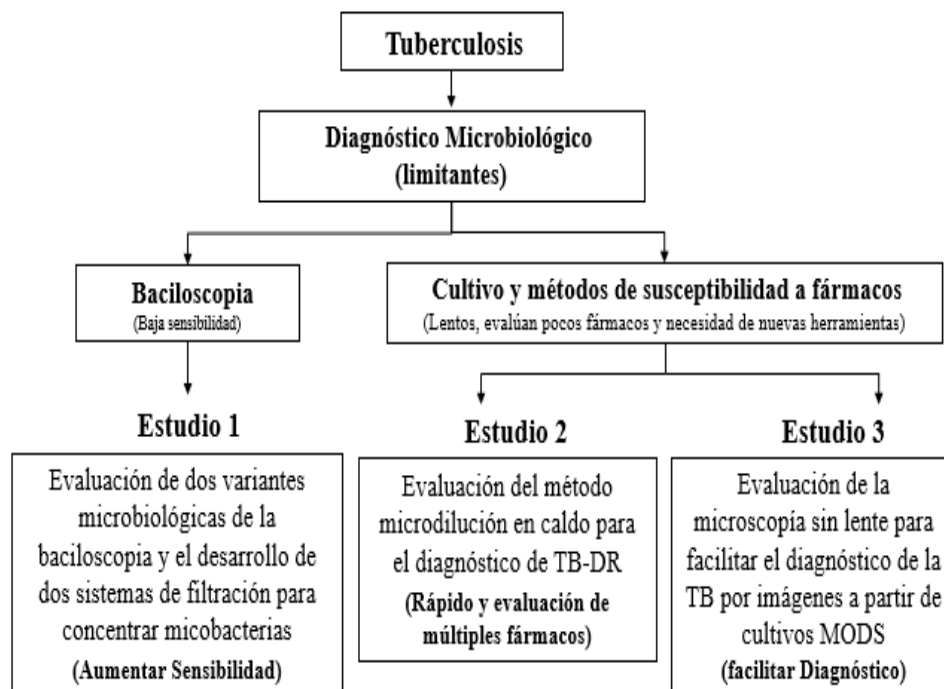 Tuberculosis
Diagnóstico Microbiológico
(limitantes)
Baciloscopia
(Baja sensibilidad)
Cultivo y métodos de susceptibilidad a fármacos
(Lentos, evalúan pocos fármacos y necesidad de nuevas herramientas)
Estudio 1
Evaluación de dos variantes
microbiológicas de la
baciloscopia y el desarrollo de
dos sistemas de filtración para
concentrar micobacterias
(Aumentar Sensibilidad)
Estudio 2
Evaluación del método
microdilución en caldo para
el diagnóstico de TB-DR
(Rápido y evaluación de
múltiples fármacos)
Estudio 3
Evaluación de la
microscopía sin lente para
facilitar el diagnóstico de la
TB por imágenes a partir de
cultivos MODS
(facilitar Diagnóstico)